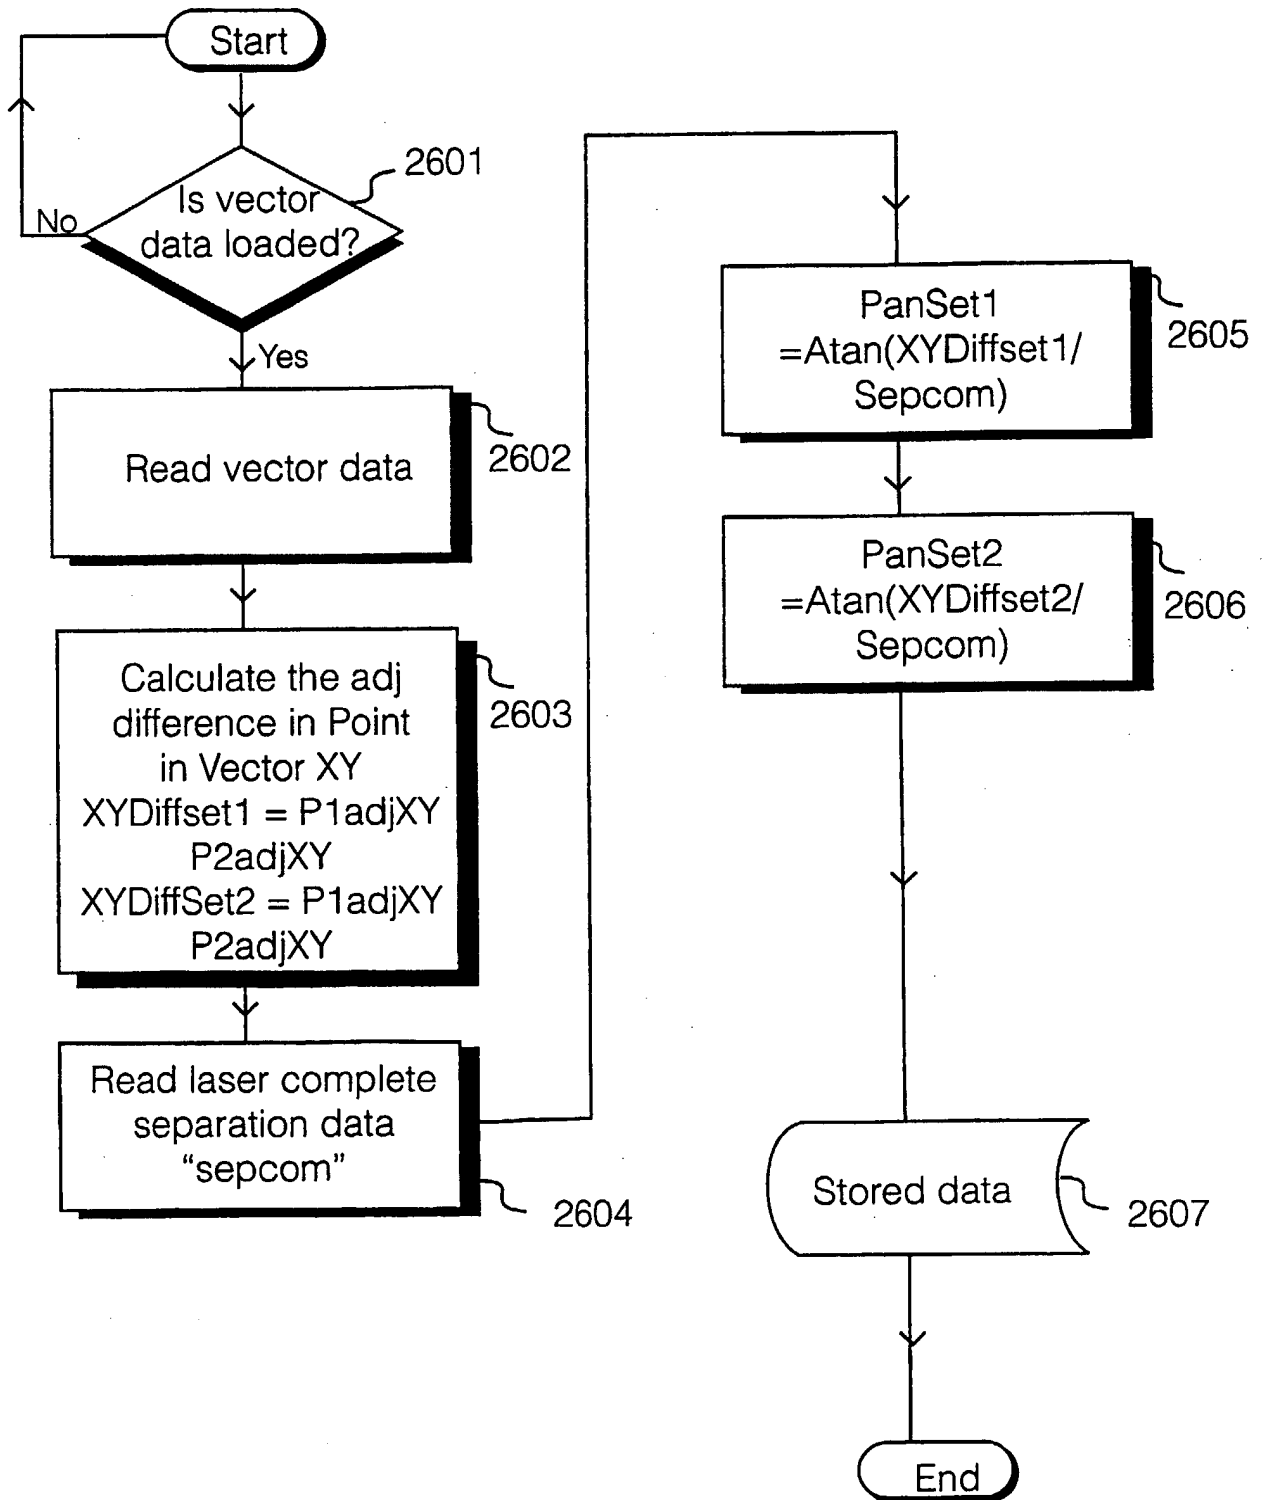 Start
2601
Is vector
data loaded?
No
Yes
Read vector data
2602
Calculate the adj
difference in Point
in Vector XY
XYDiffset1 = P1adjXY
P2adjXY
XYDiffSet2 = P1adjXY
P2adjXY
2603
Read laser complete
separation data
“sepcom”
2604
PanSet1
=Atan(XYDiffset1/
Sepcom)
2605
PanSet2
=Atan(XYDiffset2/
Sepcom)
2606
Stored data
2607
End